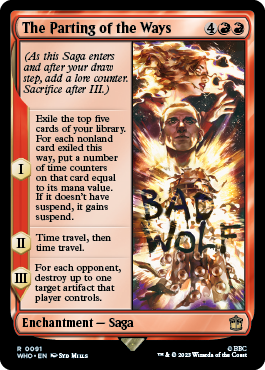 The Parting of the Ways 4
(As this Saga enters
and after your draw
step, add a lore counter.
Sacrifice after III.)
I
Exile the top five
cards of your library.
For each nonland
card exiled this
way, put a number
of time counters
on that card equal
to its mana value.
If it doesn't have
suspend, it gains
suspend.
II
Time travel, then
time travel.
III
For each opponent,
destroy up to one
target artifact that
player controls.
BAD
WOLF
Enchantment — Saga
R 0091
WHO • EN Syd Mills
© BBC
™ & © 2023 Wizards of the Coast